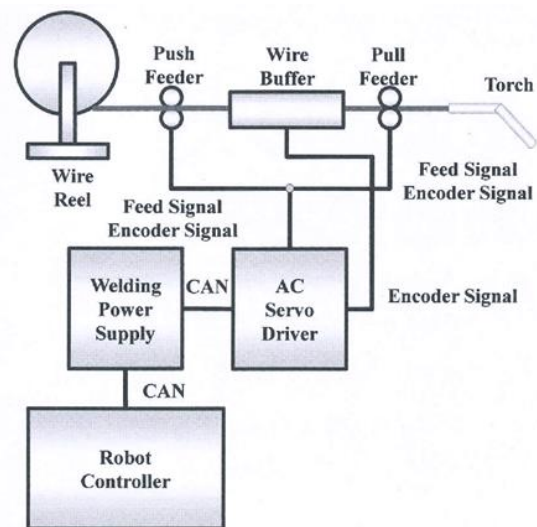 Push
Feeder
Wire
Buffer
Pull
Feeder
Torch
Wire
Reel
Feed Signal
Encoder Signal
Feed Signal
Encoder Signal
Welding
Power
Supply
CAN
AC
Servo
Driver
Encoder Signal
CAN
Robot
Controller